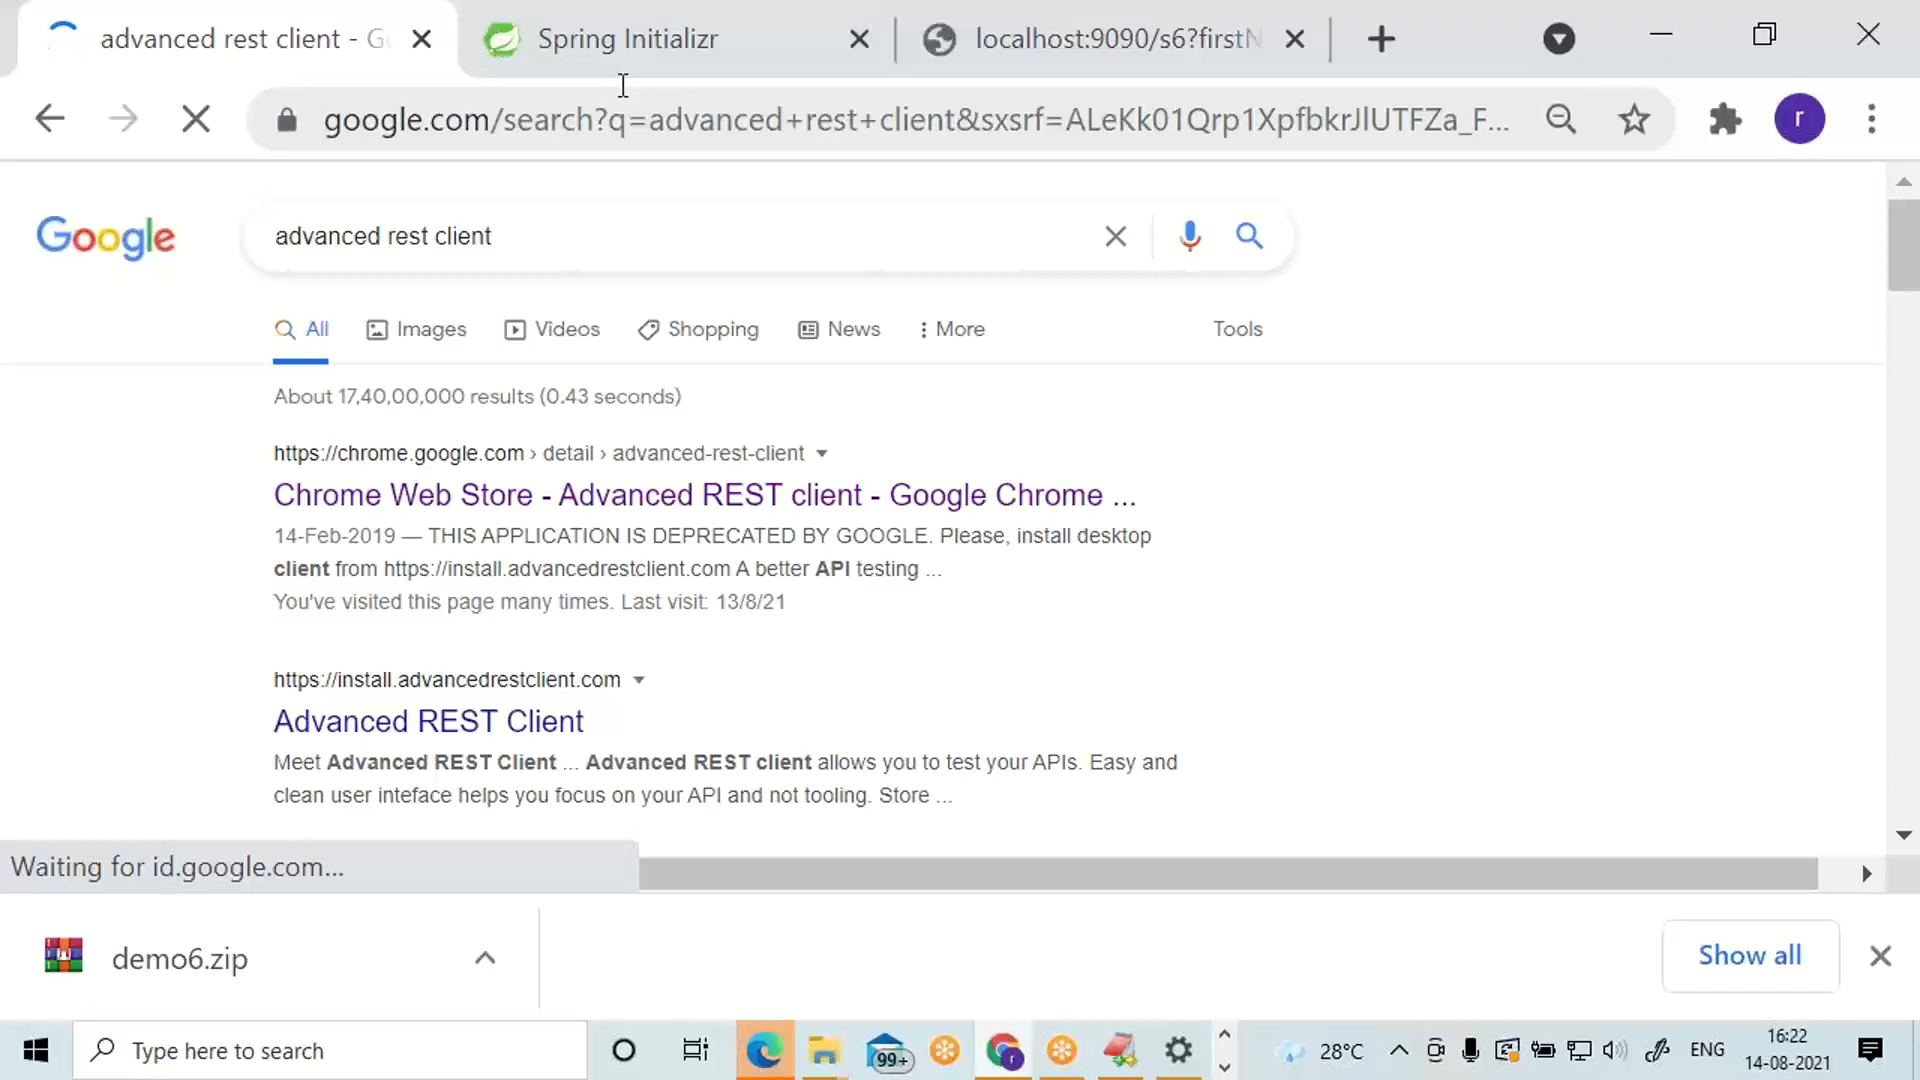 advanced rest client - G
Spring Initializr
localhost:9090/s6?firstN
google.com/search?q=advanced+rest+client&sxsrf=ALeKk01Qrp1XpfbkrJlUTFZa_F...
r
Google
advanced rest client
All
Images
Videos
Shopping
News
More
Tools
About 17,40,00,000 results (0.43 seconds)
https://chrome.google.com › detail › advanced-rest-client
Chrome Web Store - Advanced REST client - Google Chrome ...
14-Feb-2019 — THIS APPLICATION IS DEPRECATED BY GOOGLE. Please, install desktop
client from https://install.advancedrestclient.com A better API testing ...
You've visited this page many times. Last visit: 13/8/21
https://install.advancedrestclient.com
Advanced REST Client
Meet Advanced REST Client ... Advanced REST client allows you to test your APIs. Easy and
clean user inteface helps you focus on your API and not tooling. Store ...
Waiting for id.google.com...
demo6.zip
Show all
Type here to search
99+
r
28°C
ENG
16:22
14-08-2021